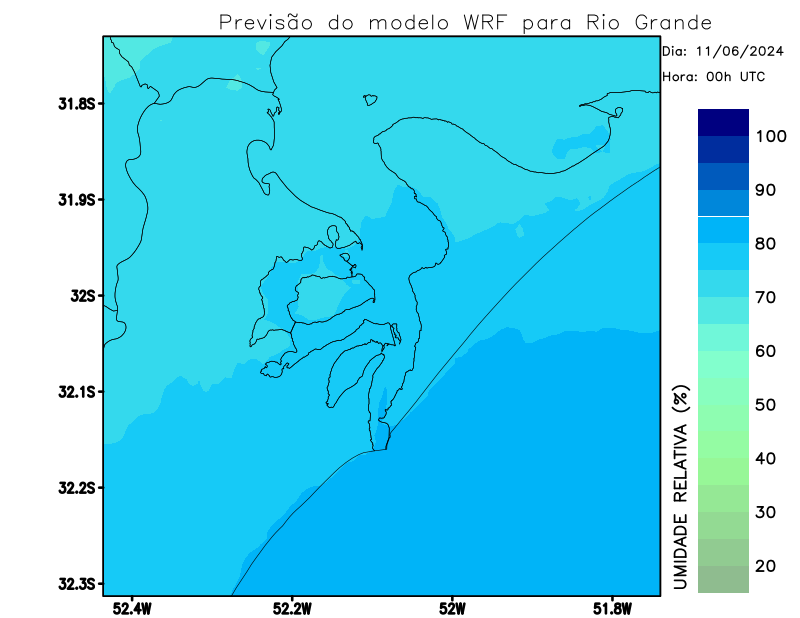 Previsão do modelo WRF para Rio Grande
Dia: 11/06/2024
Hora: 00h UTC
31.8S
31.9S
32S
32.1S
32.2S
32.3S
52.4W
52.2W
52W
51.8W
100
90
80
70
60
50
40
30
20
UMIDADE RELATIVA (%)